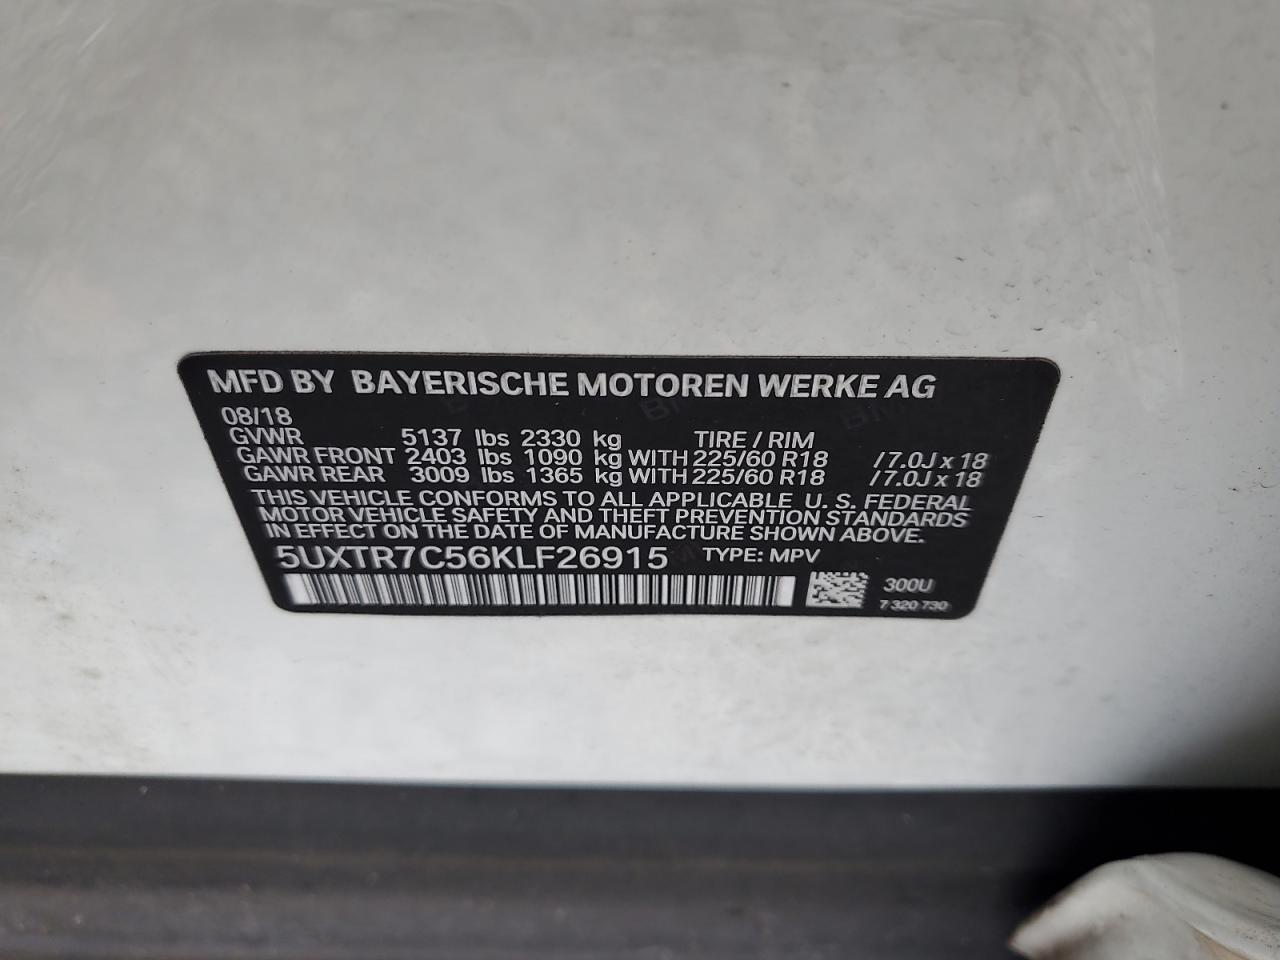 MFD BY BAYERISCHE MOTOREN WERKE AG
08/18
GVWR 5137 lbs 2330 kg TIRE / RIM
GAWR FRONT 2403 lbs 1090 kg WITH 225/60 R18 / 7.0J x 18
GAWR REAR 3009 lbs 1365 kg WITH 225/60 R18 / 7.0J x 18
THIS VEHICLE CONFORMS TO ALL APPLICABLE U. S. FEDERAL
MOTOR VEHICLE SAFETY AND THEFT PREVENTION STANDARDS
IN EFFECT ON THE DATE OF MANUFACTURE SHOWN ABOVE.
5UXTR7C56KLF26915 TYPE: MPV
300U
7 320 730